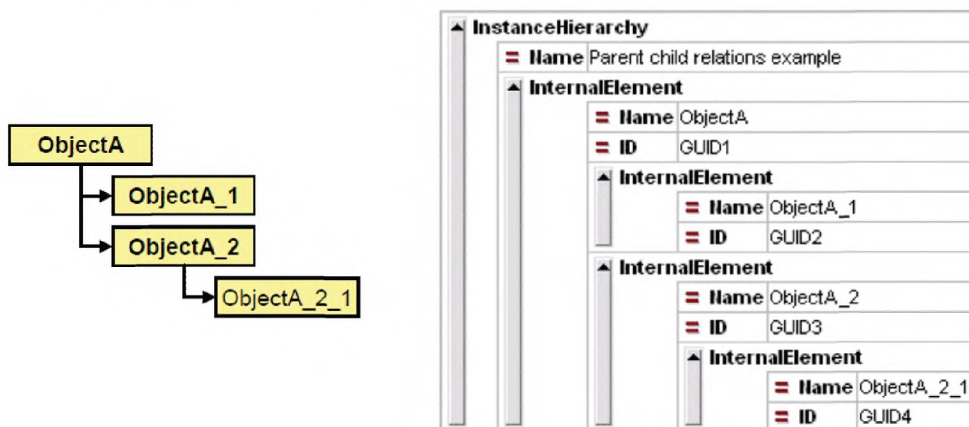 ObjectA
ObjectA_1
ObjectA_2
ObjectA_2_1
InstanceHierarchy
= Name Parent child relations example
InternalElement
= Name ObjectA
= ID GUID1
InternalElement
= Name ObjectA_1
= ID GUID2
InternalElement
= Name ObjectA_2
= ID GUID3
InternalElement
= Name ObjectA_2_1
= ID GUID4